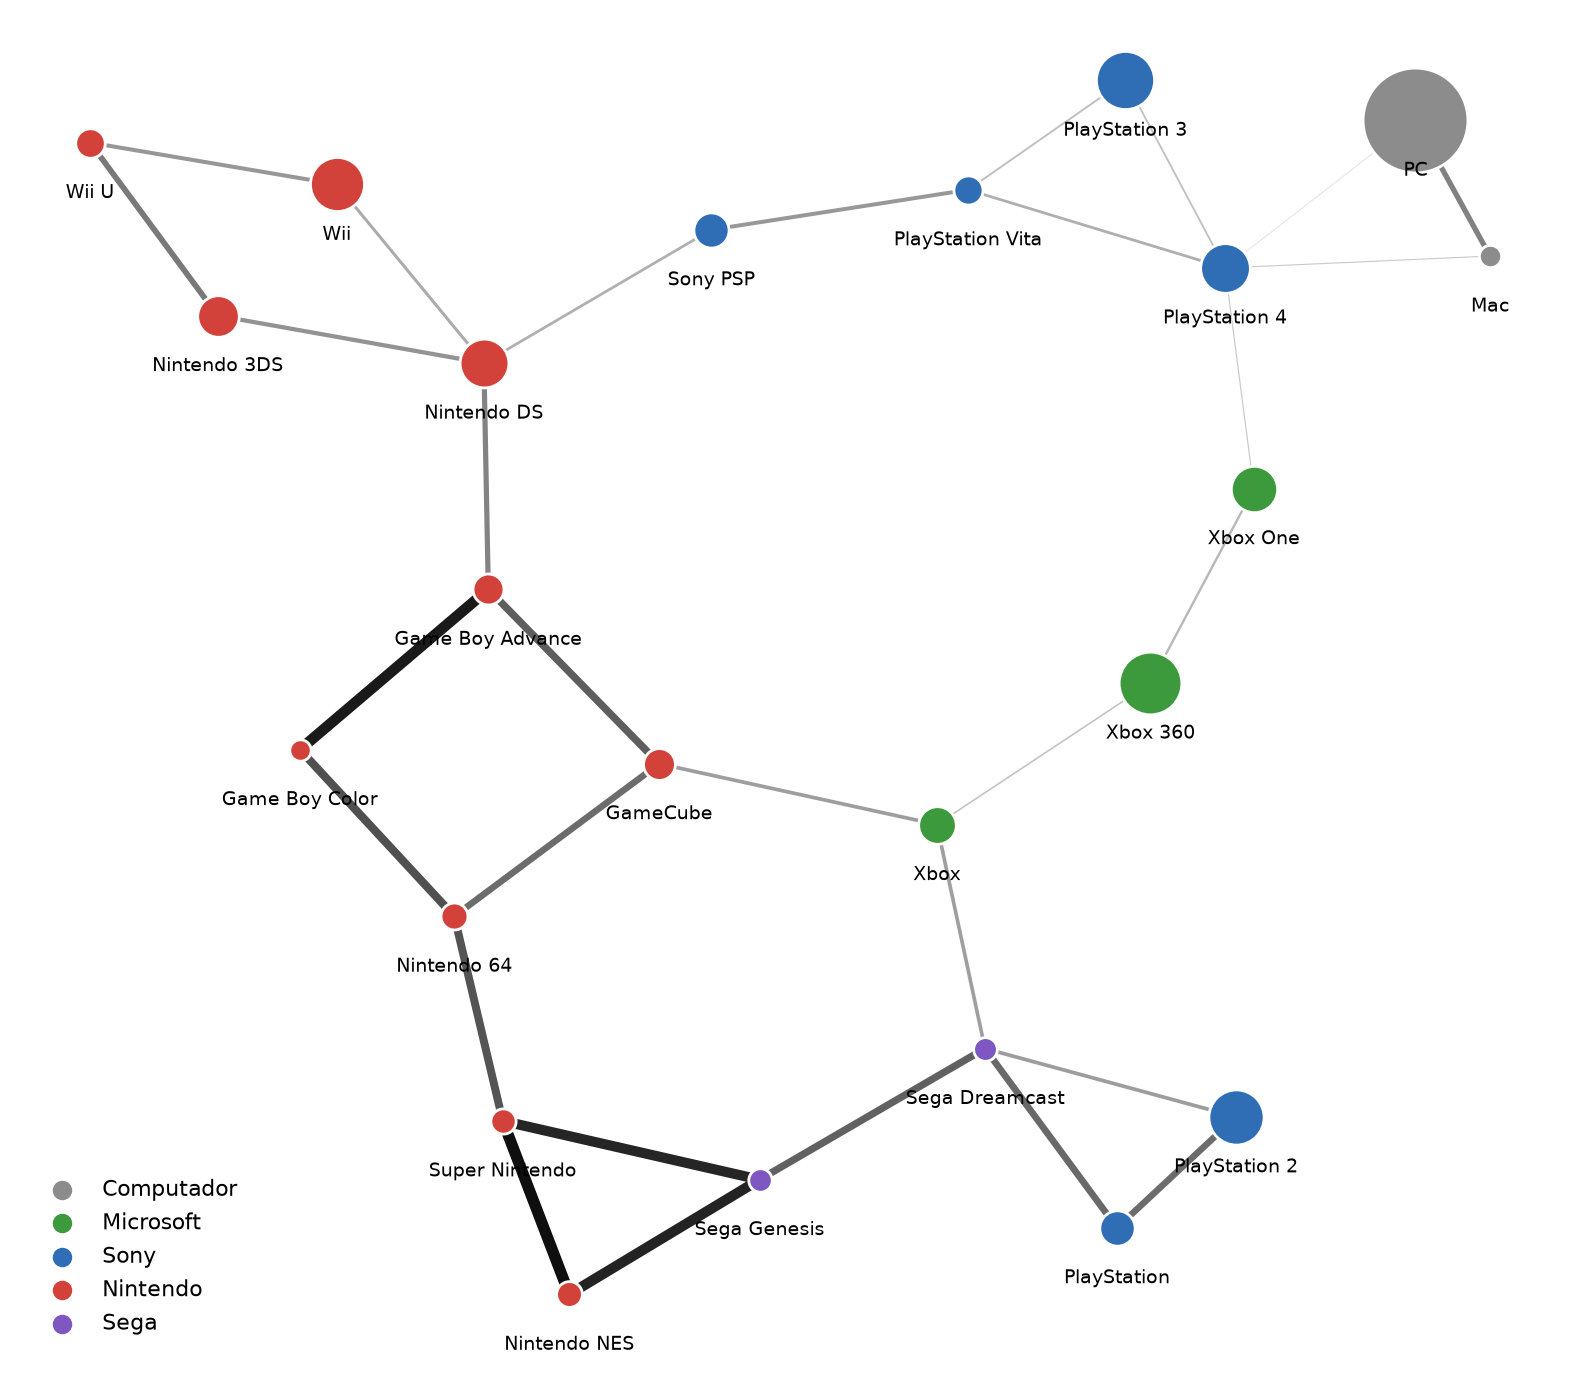 PlayStation 3
PC
Wii U
Wii
PlayStation Vita
Sony PSP
Mac
PlayStation 4
Nintendo 3DS
Nintendo DS
Xbox One
Game Boy Advance
Xbox 360
Game Boy Color
GameCube
Xbox
Nintendo 64
Sega Dreamcast
PlayStation 2
Super Nintendo
Sega Genesis
PlayStation
Nintendo NES
Computador
Microsoft
Sony
Nintendo
Sega